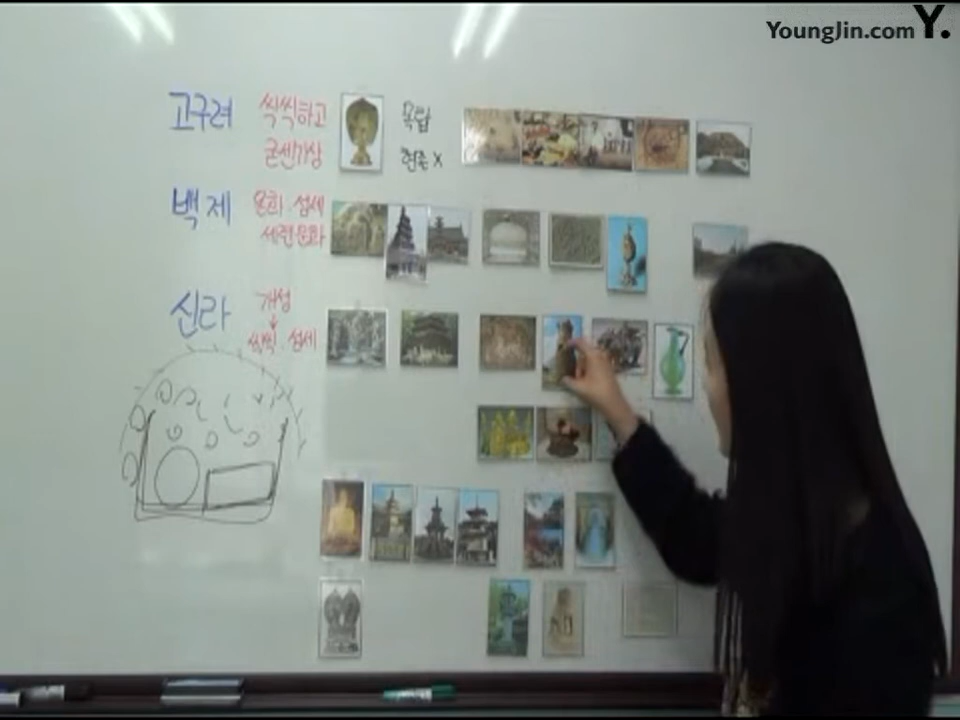 YoungJin.com Y.
고구려 씩씩하고 목탑
굳센기상 현존 X
백제 온화. 섬세
세련문화
신라 개성
씩씩. 섬세